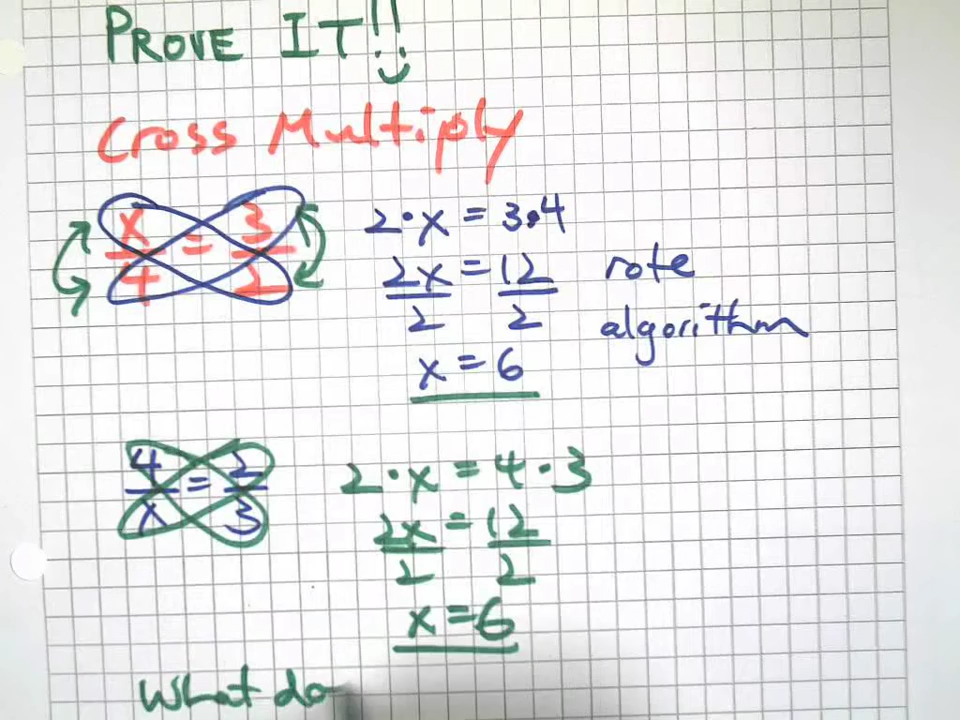 PROVE IT!!
Cross Multiply
x/4 = 3/2
2·x = 3·4
2x/2 = 12/2
x = 6
rote
algorithm
4/x = 2/3
2·x = 4·3
2x/2 = 12/2
x = 6
What do